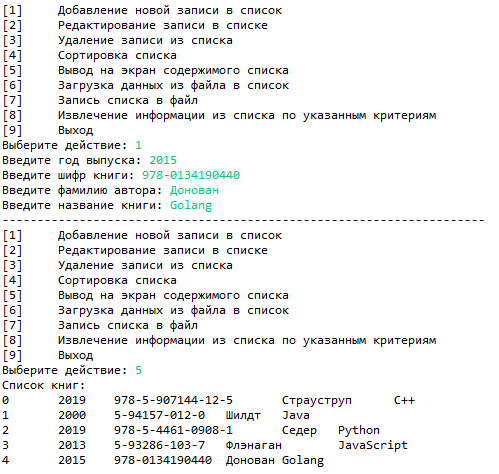 [1] Добавление новой записи в список
[2] Редактирование записи в списке
[3] Удаление записи из списка
[4] Сортировка списка
[5] Вывод на экран содержимого списка
[6] Загрузка данных из файла в список
[7] Запись списка в файл
[8] Извлечение информации из списка по указанным критериям
[9] Выход
Выберите действие: 1
Введите год выпуска: 2015
Введите шифр книги: 978-0134190440
Введите фамилию автора: Донован
Введите название книги: Golang
-----------------------------------------------------------------
[1] Добавление новой записи в список
[2] Редактирование записи в списке
[3] Удаление записи из списка
[4] Сортировка списка
[5] Вывод на экран содержимого списка
[6] Загрузка данных из файла в список
[7] Запись списка в файл
[8] Извлечение информации из списка по указанным критериям
[9] Выход
Выберите действие: 5
Список книг:
0 2019 978-5-907144-12-5 Страуструп C++
1 2000 5-94157-012-0 Шилдт Java
2 2019 978-5-4461-0908-1 Седер Python
3 2013 5-93286-103-7 Флэнаган JavaScript
4 2015 978-0134190440 Донован Golang